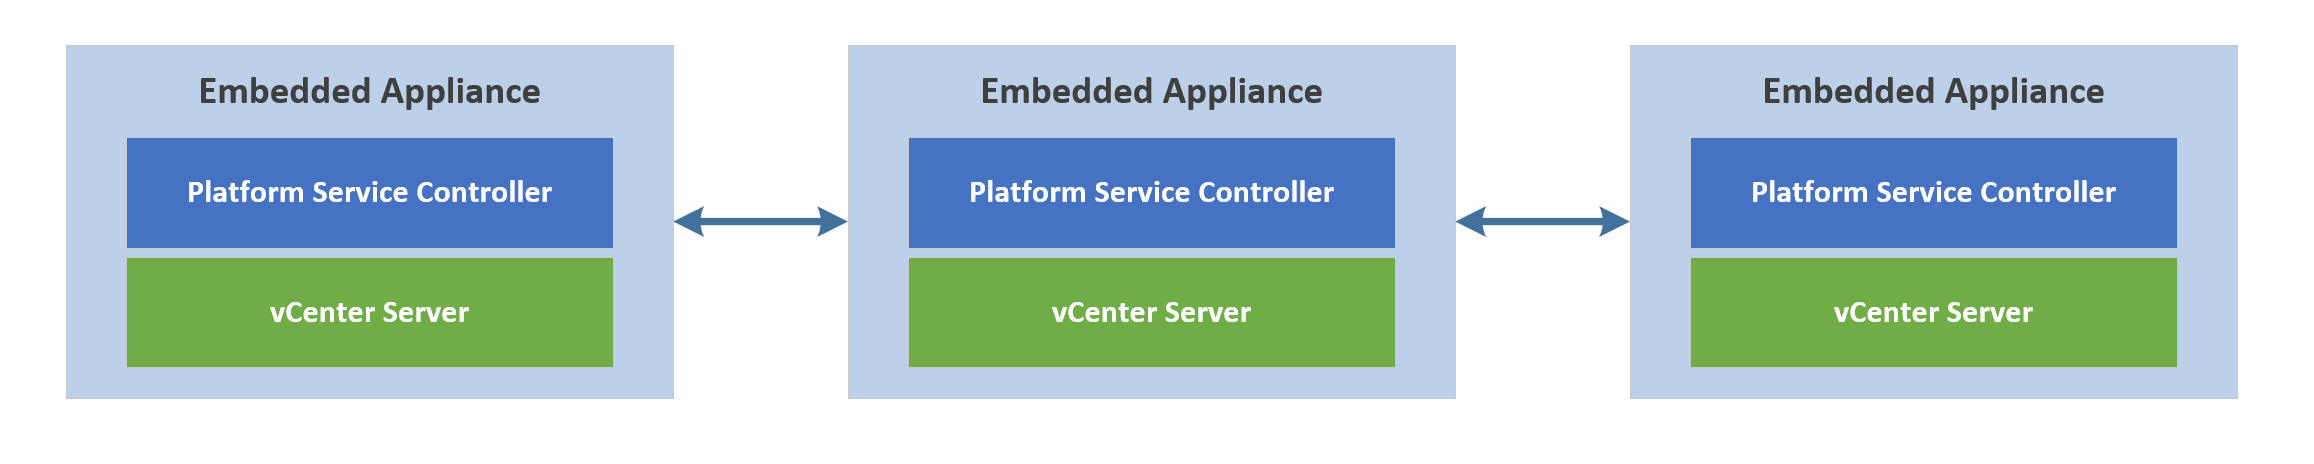 Embedded Appliance
Platform Service Controller
vCenter Server
Embedded Appliance
Platform Service Controller
vCenter Server
Embedded Appliance
Platform Service Controller
vCenter Server